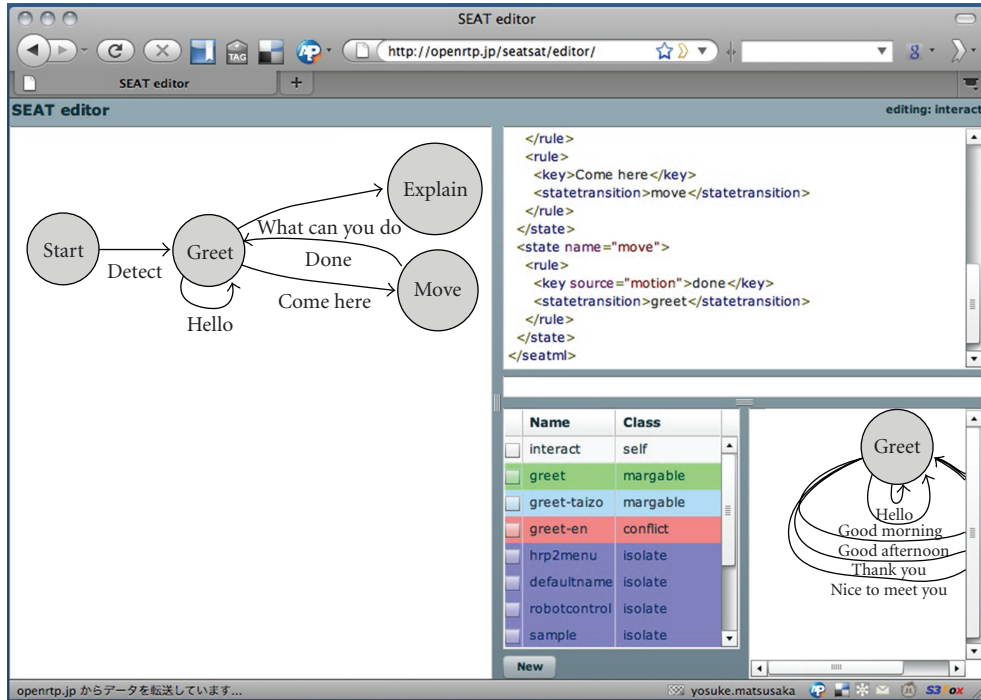 SEAT editor
http://openrtp.jp/seatsat/editor/
TAG
g
SEAT editor
SEAT editor
editing: interact
Start
Detect
Greet
Hello
What can you do
Explain
Done
Come here
Move
</rule>
<rule>
<key>Come here</key>
<statetransition>move</statetransition>
</rule>
</state>
<state name="move">
<rule>
<key source="motion">done</key>
<statetransition>greet</statetransition>
</rule>
</state>
</seatml>
Name Class
interact self
greet margable
greet-taizo margable
greet-en conflict
hrp2menu isolate
defaultname isolate
robotcontrol isolate
sample isolate
New
Greet
Hello
Good morning
Good afternoon
Thank you
Nice to meet you
openrtp.jp からデータを転送しています...
yosuke.matsusaka
S3Fox